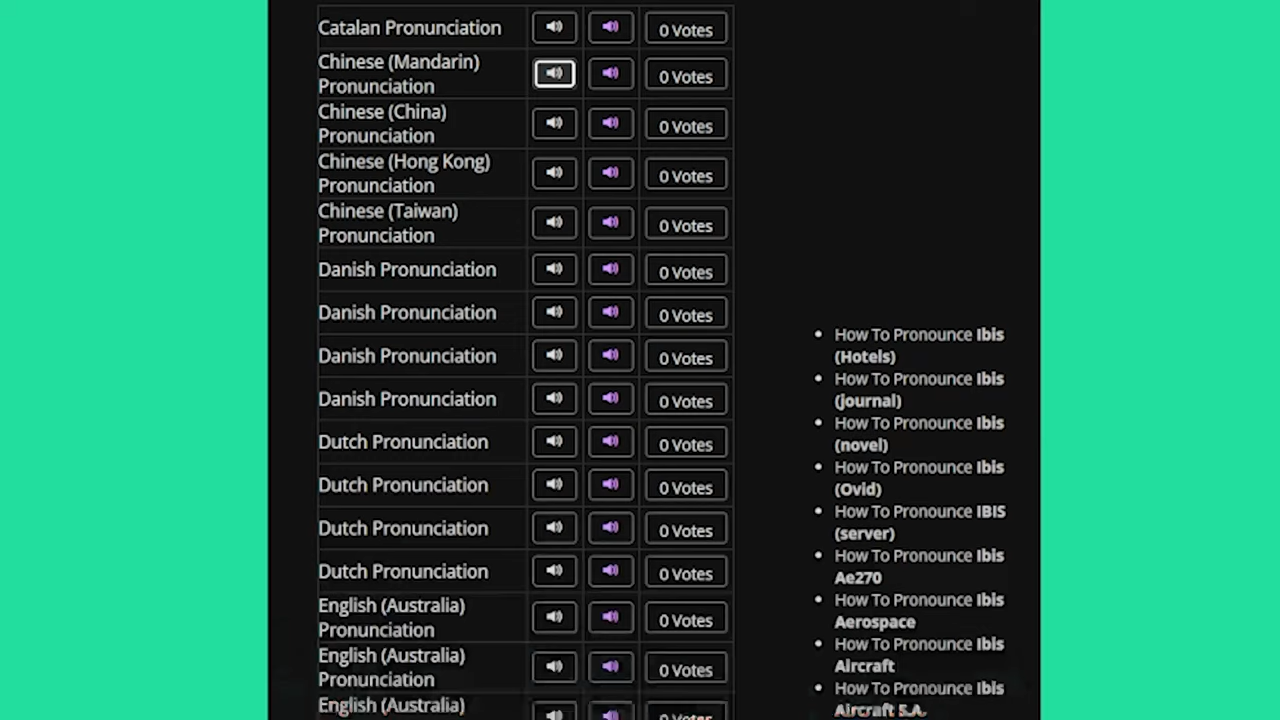 Catalan Pronunciation
0 Votes
Chinese (Mandarin)
Pronunciation
0 Votes
Chinese (China)
Pronunciation
0 Votes
Chinese (Hong Kong)
Pronunciation
0 Votes
Chinese (Taiwan)
Pronunciation
0 Votes
Danish Pronunciation
0 Votes
Danish Pronunciation
0 Votes
Danish Pronunciation
0 Votes
Danish Pronunciation
0 Votes
Dutch Pronunciation
0 Votes
Dutch Pronunciation
0 Votes
Dutch Pronunciation
0 Votes
Dutch Pronunciation
0 Votes
English (Australia)
Pronunciation
0 Votes
English (Australia)
Pronunciation
0 Votes
English (Australia)
0 Votes
How To Pronounce Ibis
(Hotels)
How To Pronounce Ibis
(journal)
How To Pronounce Ibis
(novel)
How To Pronounce Ibis
(Ovid)
How To Pronounce IBIS
(server)
How To Pronounce Ibis
Ae270
How To Pronounce Ibis
Aerospace
How To Pronounce Ibis
Aircraft
How To Pronounce Ibis
Aircraft S.A.